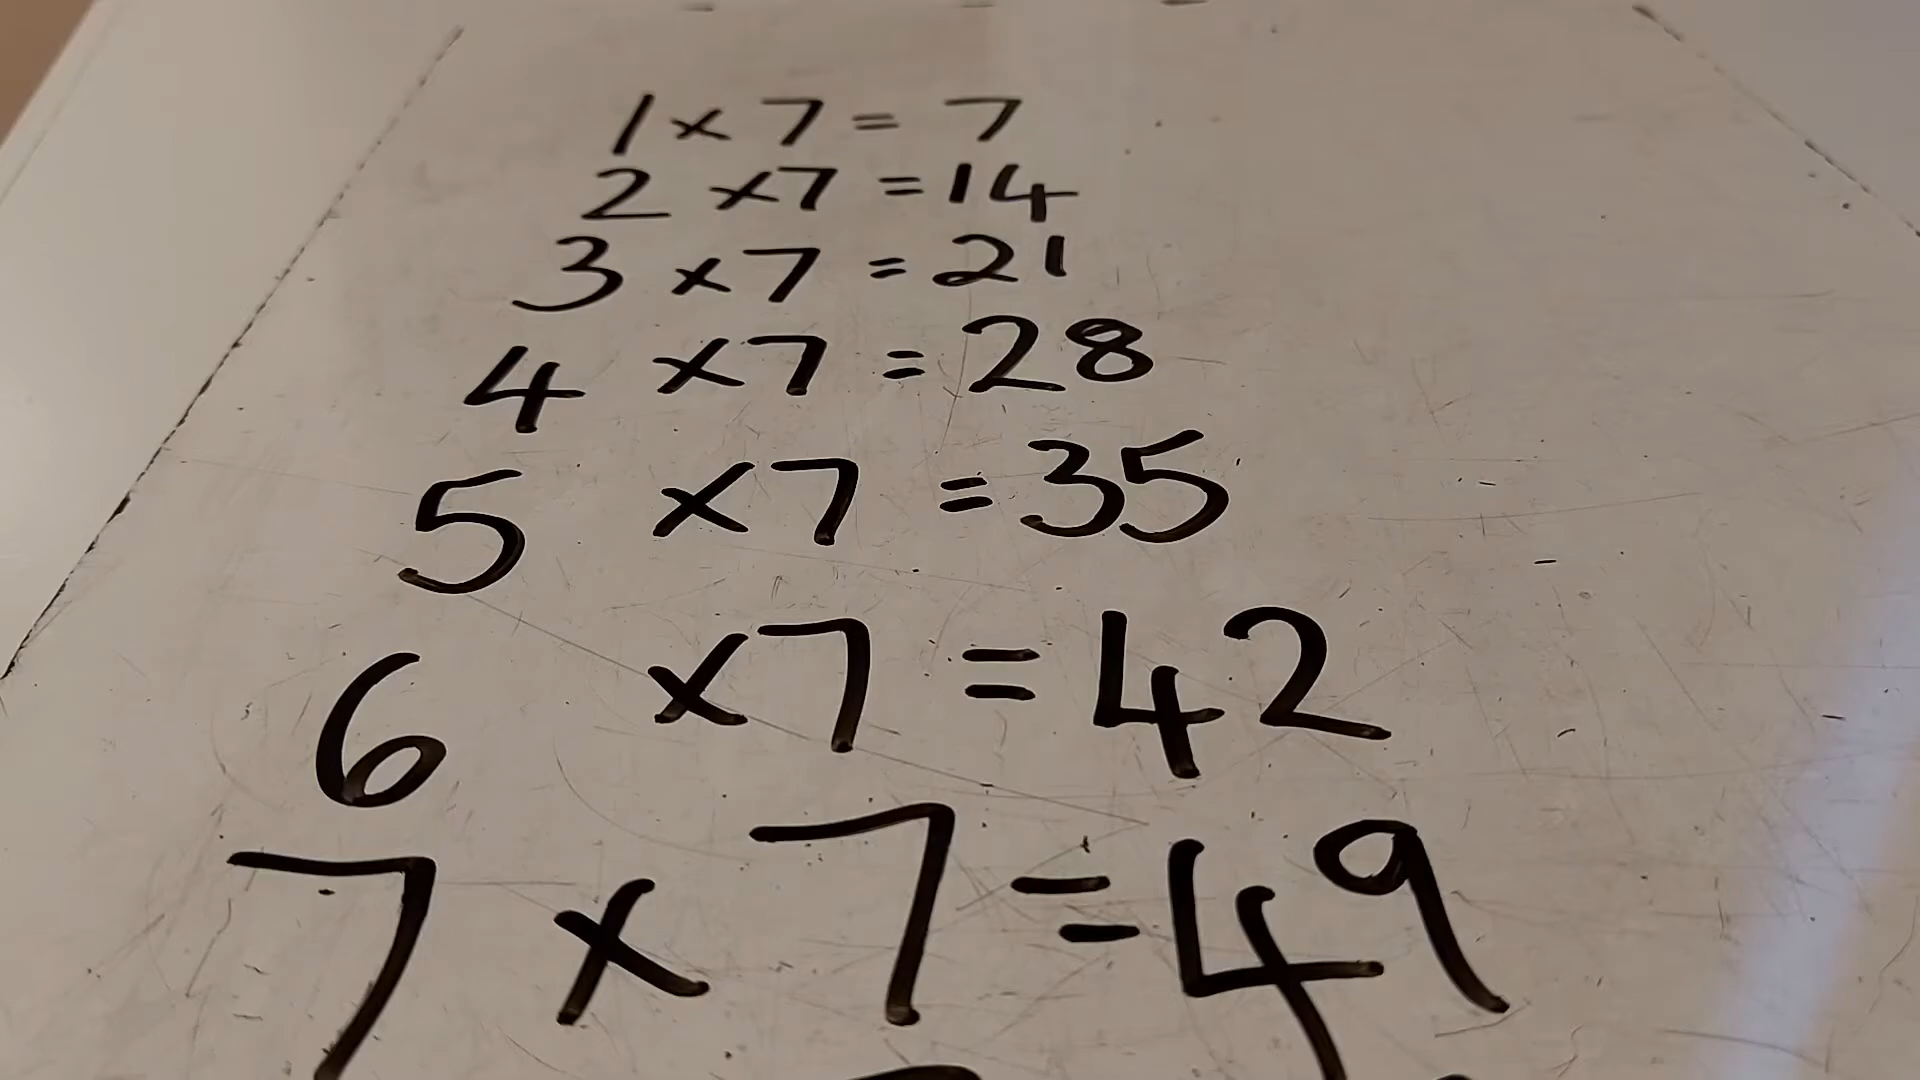 1 x 7 = 7
2 x 7 = 14
3 x 7 = 21
4 x 7 = 28
5 x 7 = 35
6 x 7 = 42
7 x 7 = 49